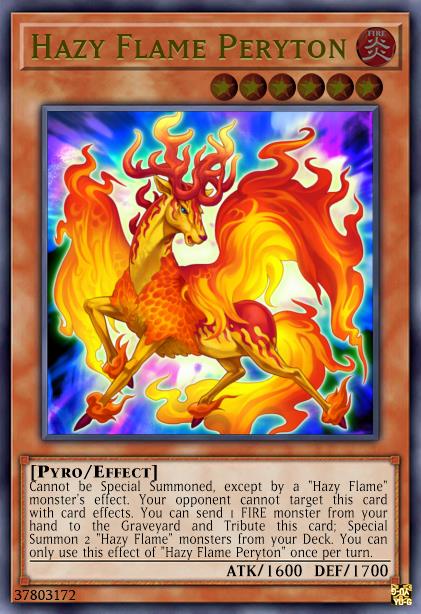 HAZY FLAME PERYTON
FIRE
炎
[PYRO/EFFECT]
Cannot be Special Summoned, except by a "Hazy Flame"
monster's effect. Your opponent cannot target this card
with card effects. You can send 1 FIRE monster from your
hand to the Graveyard and Tribute this card; Special
Summon 2 "Hazy Flame" monsters from your Deck. You can
only use this effect of "Hazy Flame Peryton" once per turn.
ATK/1600 DEF/1700
37803172